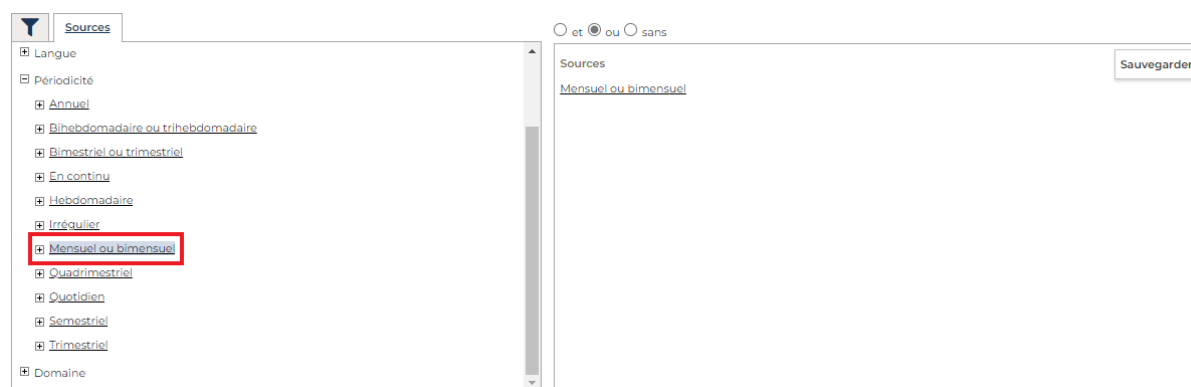 Sources
et ou sans
Langue
Périodicité
Annuel
Bihebdomadaire ou trihebdomadaire
Bimestriel ou trimestriel
En continu
Hebdomadaire
Irrégulier
Mensuel ou bimensuel
Quadrimestriel
Quotidien
Semestriel
Trimestriel
Domaine
Sources
Sauvegarder
Mensuel ou bimensuel